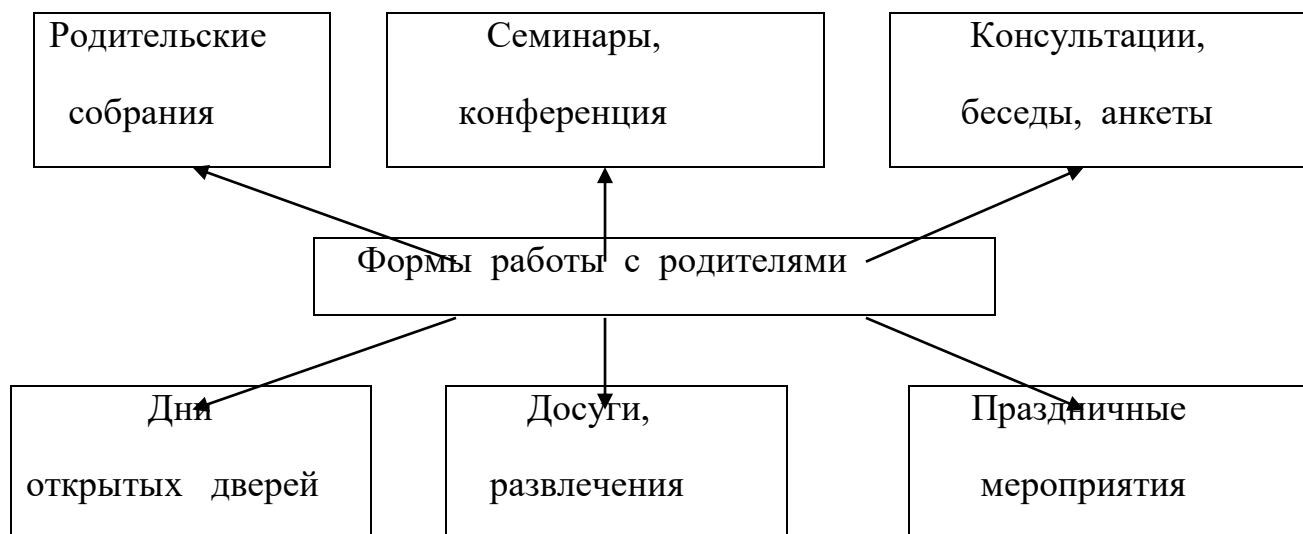 Родительские
собрания
Семинары,
конференция
Консультации,
беседы, анкеты
Формы работы с родителями
Дни
открытых дверей
Досуги,
развлечения
Праздничные
мероприятия